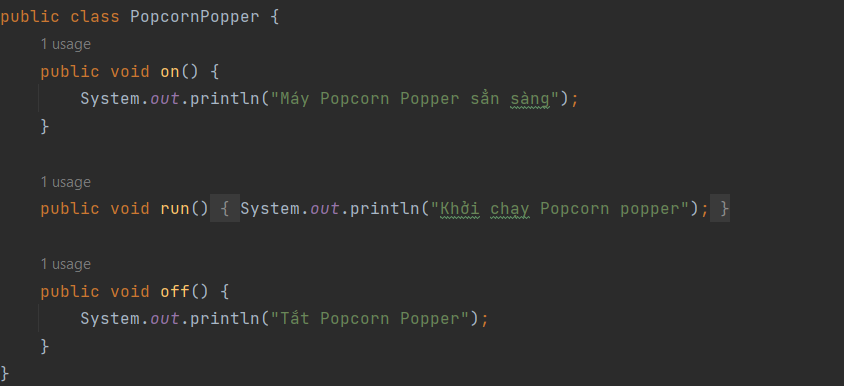 public class PopcornPopper {
1 usage
public void on() {
System.out.println("Máy Popcorn Popper sẳn sàng");
}
1 usage
public void run() { System.out.println("Khởi chạy Popcorn popper"); }
1 usage
public void off() {
System.out.println("Tắt Popcorn Popper");
}
}